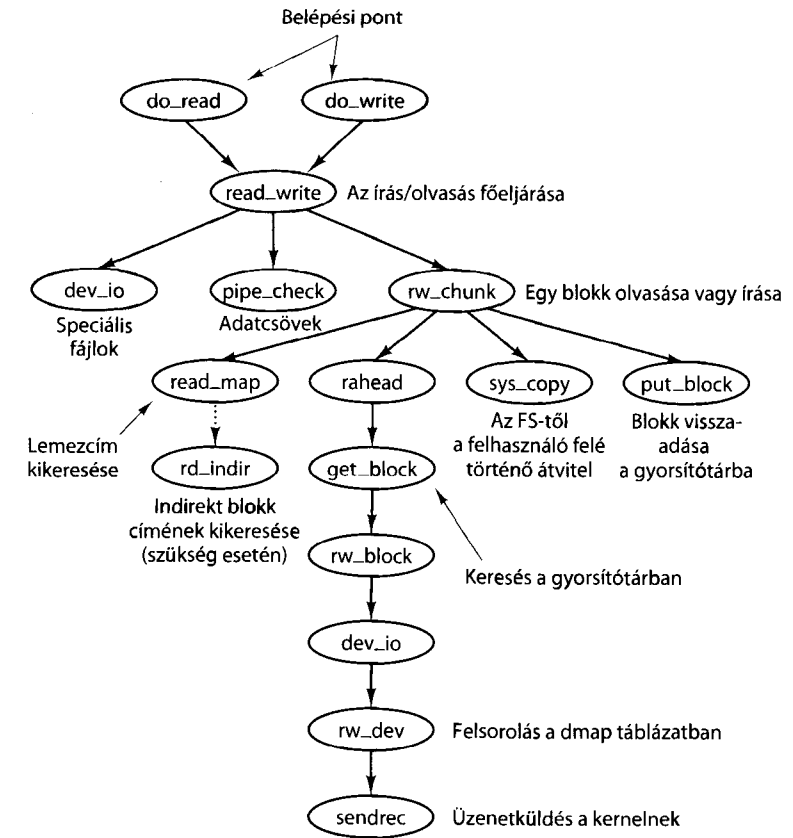 Belépési pont
do_read
do_write
read_write
Az írás/olvasás főeljárása
dev_io
pipe_check
rw_chunk
Egy blokk olvasása vagy írása
Speciális
fájlok
Adatcsövek
read_map
rahead
sys_copy
put_block
Lemezcím
kikeresése
Az FS-től
a felhasználó felé
történő átvitel
Blokk vissza-
adása
a gyorsítótárba
rd_indir
get_block
Indirekt blokk
címének kikeresése
(szükség esetén)
rw_block
Keresés a gyorsítótárban
dev_io
rw_dev
Felsorolás a dmap táblázatban
sendrec
Üzenetküldés a kernelnek